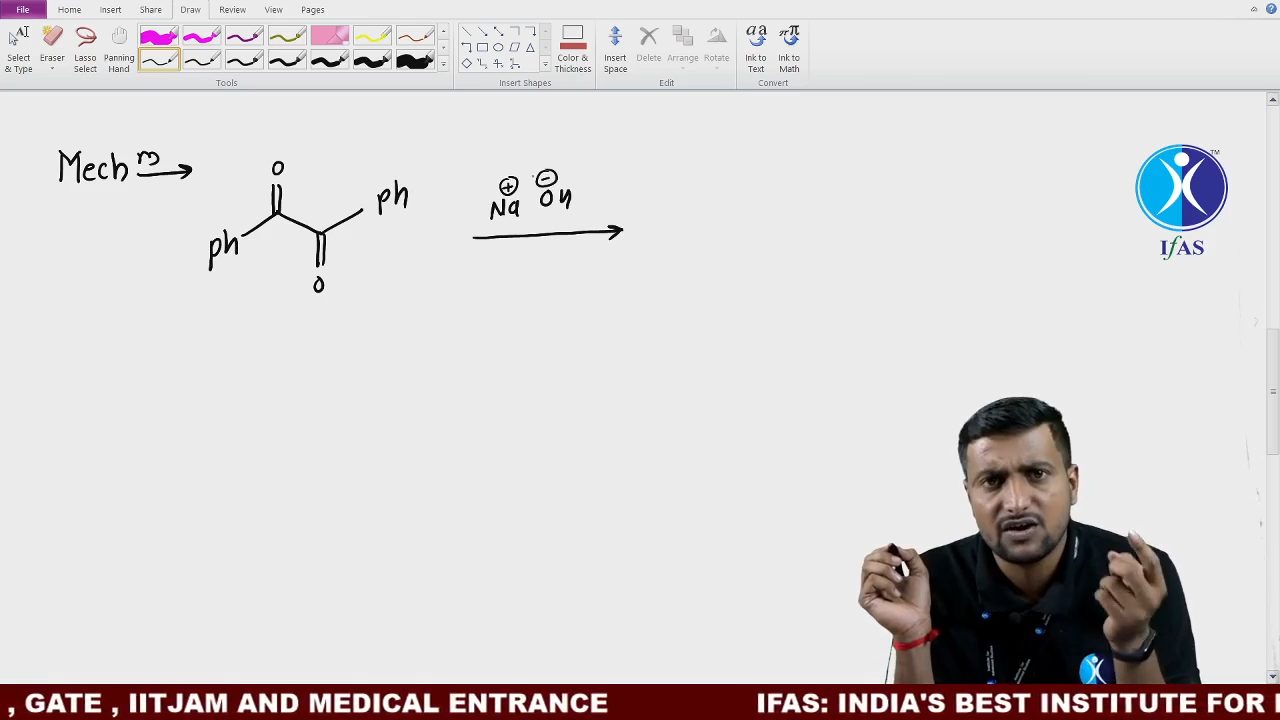 File Home Insert Share Draw Review View Pages
Select & Type
Eraser
Lasso Select
Panning Hand
Color & Thickness
Insert Space
Delete
Arrange
Rotate
Ink to Text
Ink to Math
Tools
Insert Shapes
Edit
Convert
Mech m
O
ph
ph
O
⊕ ⊖
Na OH
TM
IfAS
, GATE , IITJAM AND MEDICAL ENTRANCE IFAS: INDIA'S BEST INSTITUTE FOR